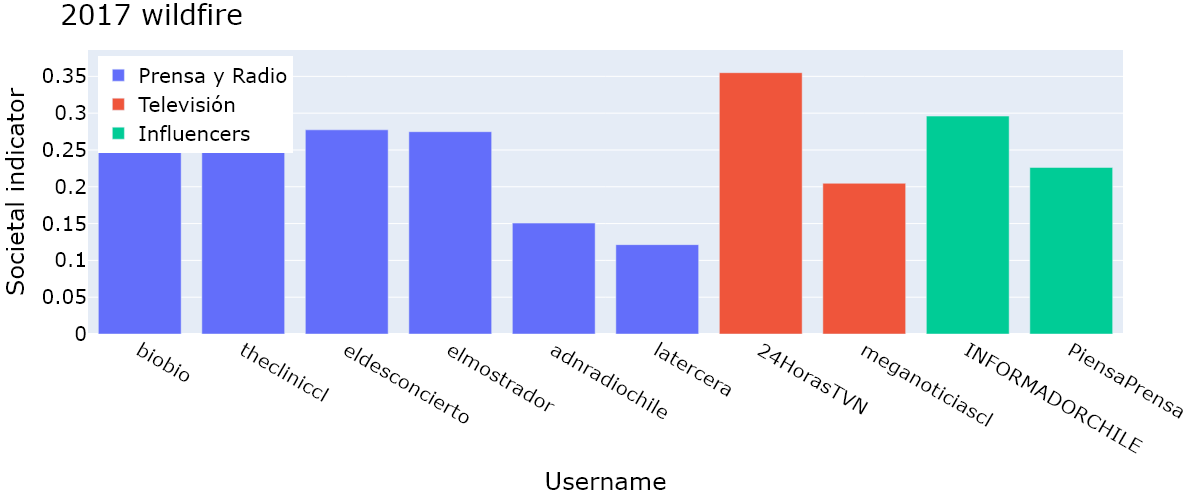 2017 wildfire
Prensa y Radio
Televisión
Influencers
0.35
0.3
0.25
0.2
0.15
0.1
0.05
0
Societal indicator
biobio
thecliniccl
eldesconcierto
elmostrador
adnradiochile
latercera
24HorasTVN
meganoticiascl
INFORMADORCHILE
PiensaPrensa
Username